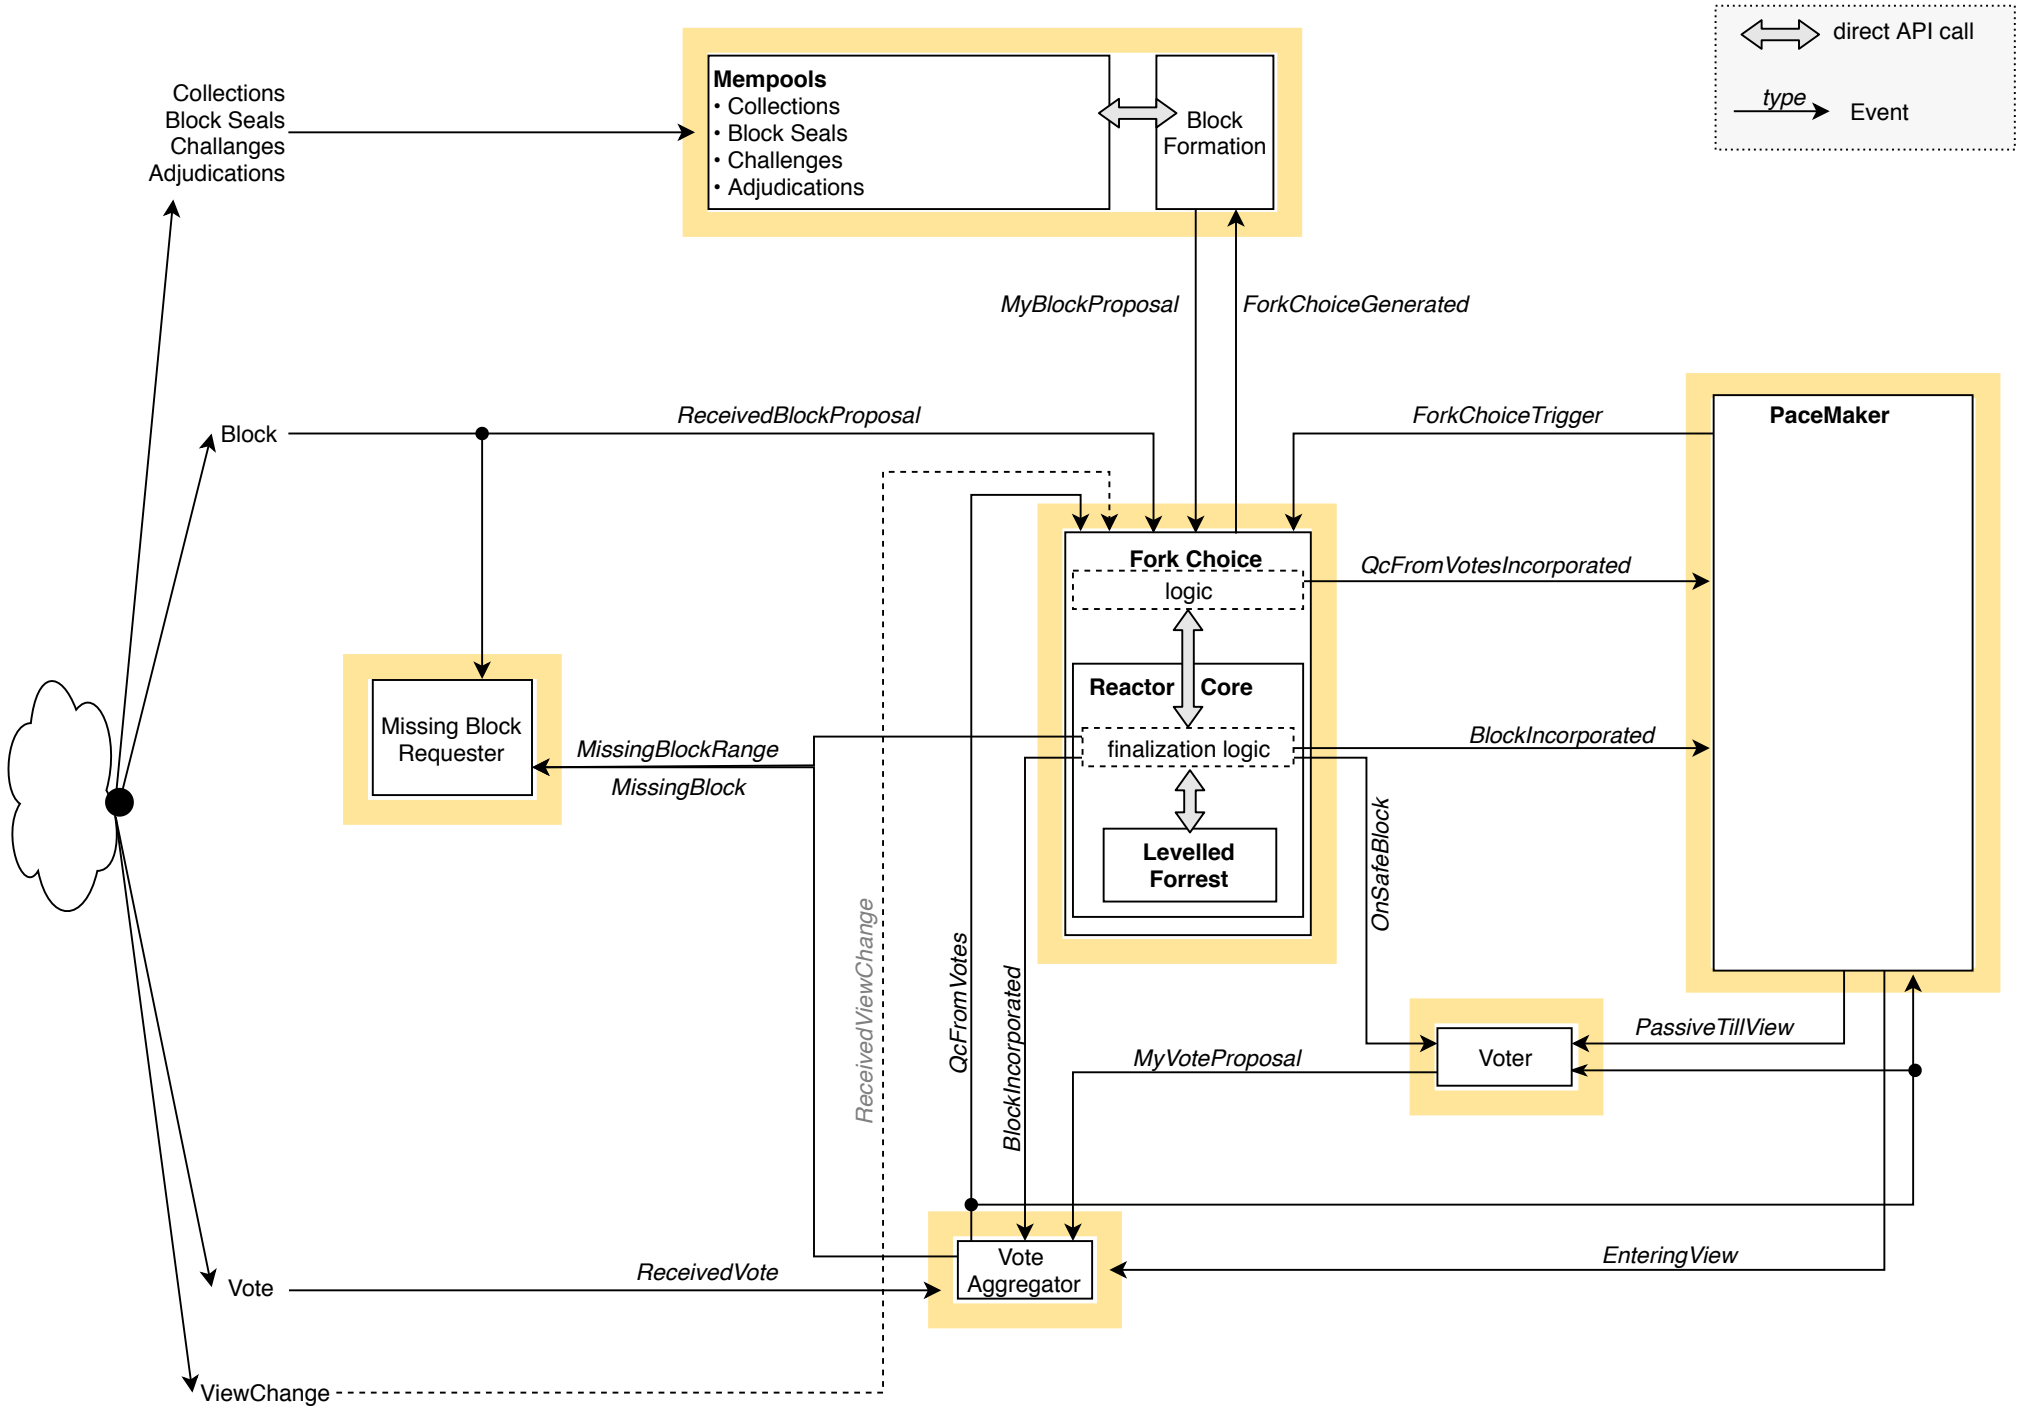 direct API call
type
Event
Collections
Block Seals
Challanges
Adjudications
Mempools
• Collections
• Block Seals
• Challenges
• Adjudications
Block
Formation
MyBlockProposal
ForkChoiceGenerated
Block
ReceivedBlockProposal
ForkChoiceTrigger
PaceMaker
Fork Choice
logic
QcFromVotesIncorporated
Reactor Core
finalization logic
BlockIncorporated
Missing Block
Requester
MissingBlockRange
MissingBlock
Levelled
Forrest
OnSafeBlock
ReceivedViewChange
QcFromVotes
BlockIncorporated
PassiveTillView
Voter
MyVoteProposal
Vote
ReceivedVote
Vote
Aggregator
EnteringView
ViewChange